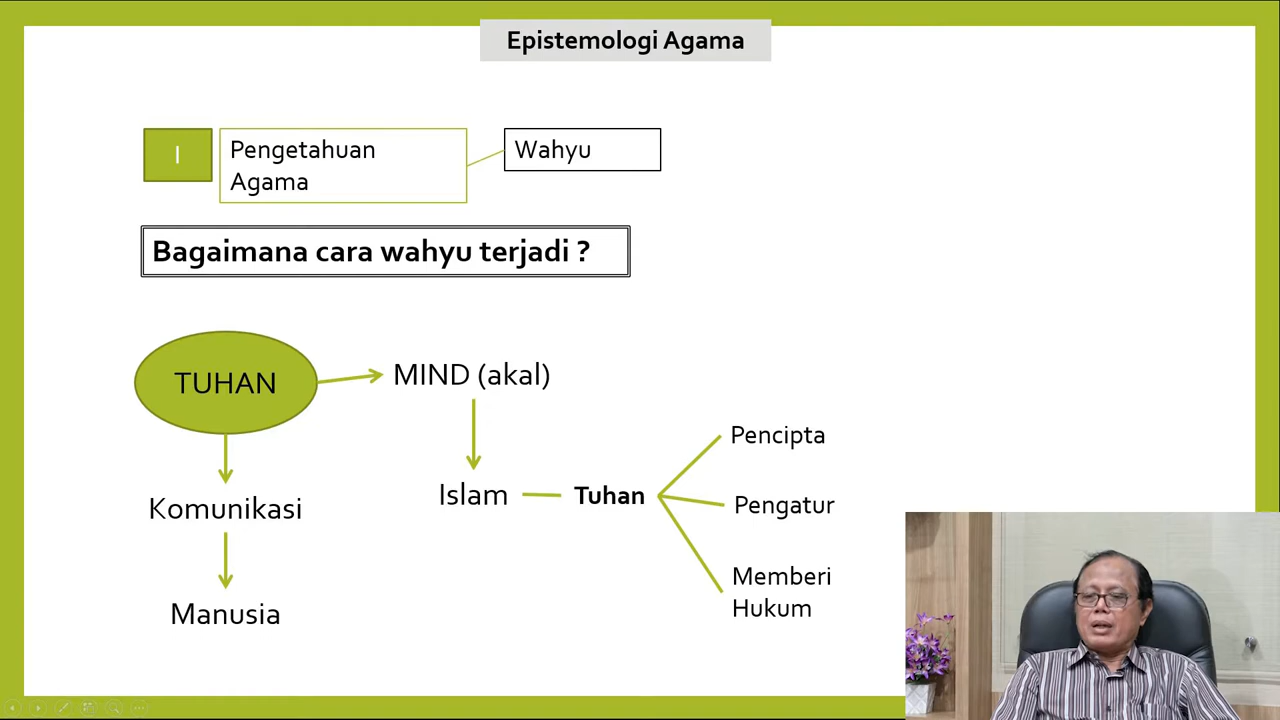 Epistemologi Agama
I
Pengetahuan
Agama
Wahyu
Bagaimana cara wahyu terjadi ?
TUHAN
MIND (akal)
Komunikasi
Manusia
Islam
Tuhan
Pencipta
Pengatur
Memberi
Hukum